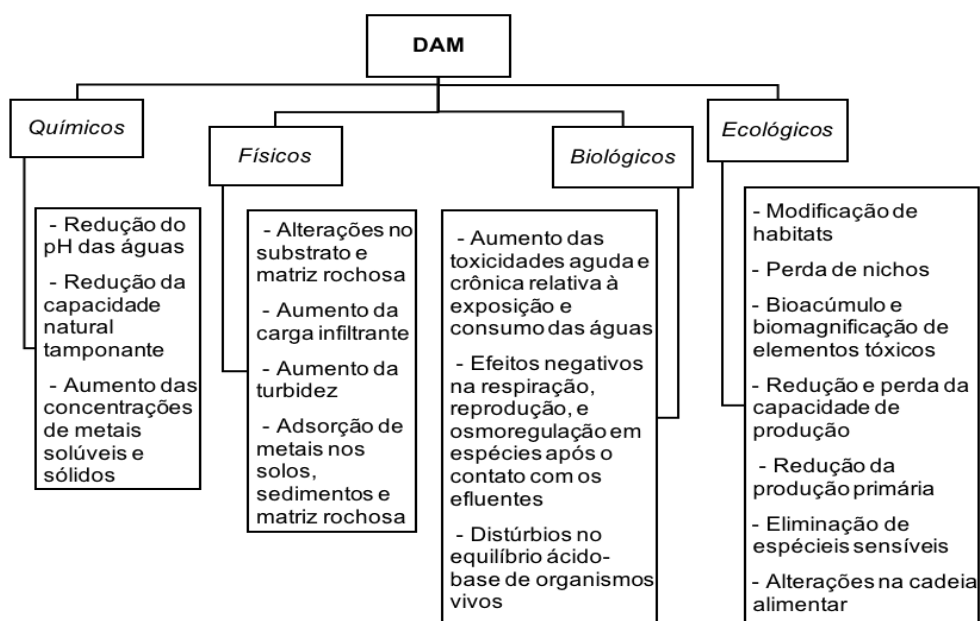 DAM
Químicos
- Redução do
pH das águas
- Redução da
capacidade
natural
tamponante
- Aumento das
concentrações
de metais
solúveis e
sólidos
Físicos
- Alterações no
substrato e
matriz rochosa
- Aumento da
carga infiltrante
- Aumento da
turbidez
- Adsorção de
metais nos
solos,
sedimentos e
matriz rochosa
Biológicos
- Aumento das
toxicidades aguda e
crônica relativa à
exposição e
consumo das águas
- Efeitos negativos
na respiração,
reprodução, e
osmoregulação em
espécies após o
contato com os
efluentes
- Distúrbios no
equilíbrio ácido-
base de organismos
vivos
Ecológicos
- Modificação de
habitats
- Perda de nichos
- Bioacúmulo e
biomagnificação de
elementos tóxicos
- Redução e perda da
capacidade de
produção
- Redução da
produção primária
- Eliminação de
espécieis sensíveis
- Alterações na cadeia
alimentar